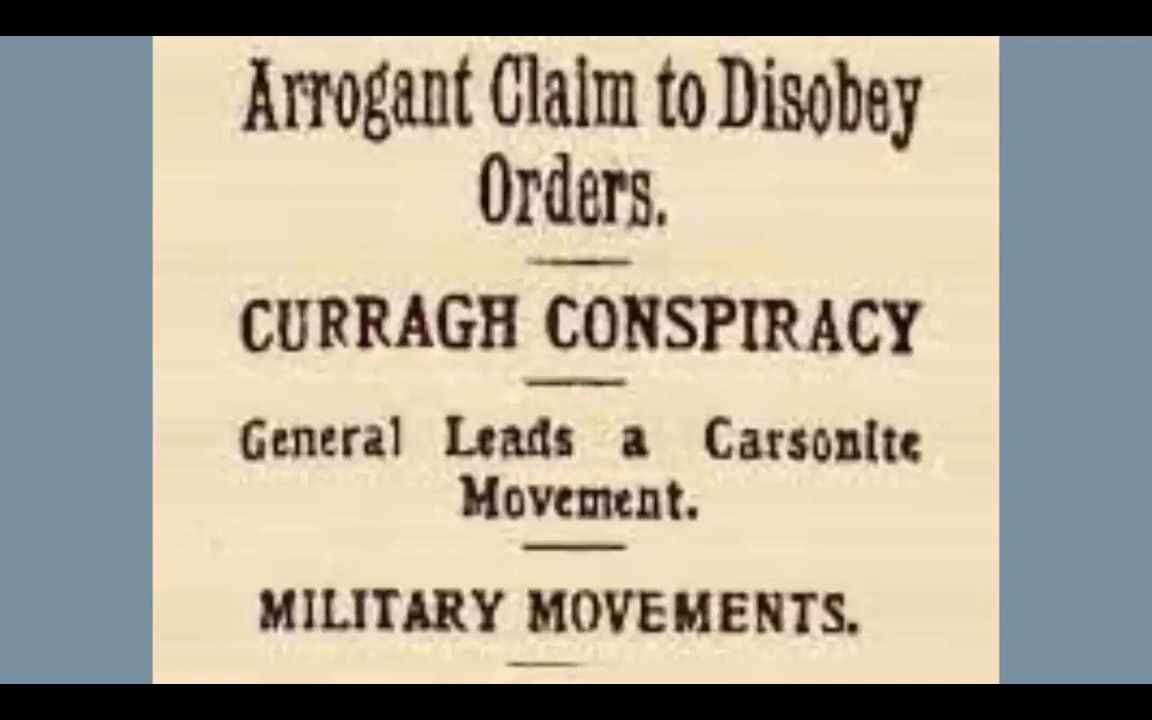 Arrogant Claim to Disobey
Orders.
CURRAGH CONSPIRACY
General Leads a Carsonite
Movement.
MILITARY MOVEMENTS.